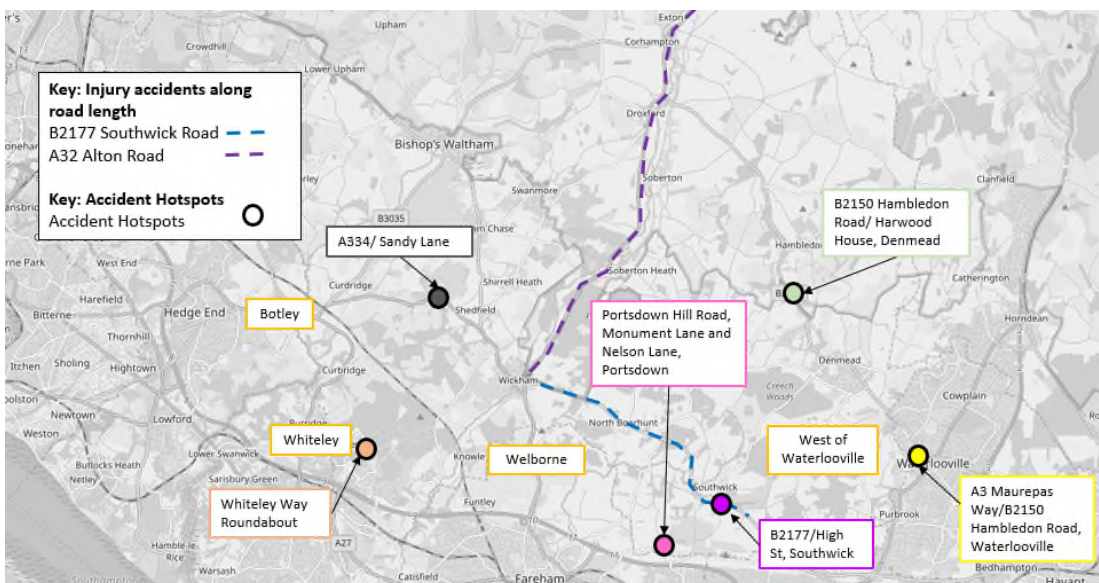 Upham
Exton
Corhampton
Crowdhill
Lower Upham
Key: Injury accidents along
road length
B2177 Southwick Road
A32 Alton Road
Key: Accident Hotspots
Accident Hotspots
Droxford
Bishop's Waltham
Soberton
Swanmore
Clanfield
B3035
B2150 Hambledon
Road/ Harwood
House, Denmead
A334/ Sandy Lane
Chase
Hambledon
West End
Shirrell Heath
Soberton Heath
Catherington
Harefield
Bitterne
Hedge End
Curdridge
Shedfield
Botley
Portsdown Hill Road,
Monument Lane and
Nelson Lane,
Portsdown
Horndean
Thornhill
Itchen
Sholing
Hightown
Curbridge
Wickham
Denmead
Creech
Woods
Cowplain
Newtown
Lowford
Weston
North Boarhunt
Whiteley
Welborne
West of
Waterlooville
Waterlooville
Butlocks Heath
Netley
Lower Swanwick
Sarisbury Green
Knowle
Whiteley Way
Roundabout
Funtley
Southwick
Purbrook
A3 Maurepas
Way/B2150
Hambledon Road,
Waterlooville
B2177/High
St, Southwick
Hamble-le-
Rice
A27
Warsash
Catisfield
Fareham
Bedhampton
Southampton
Havant